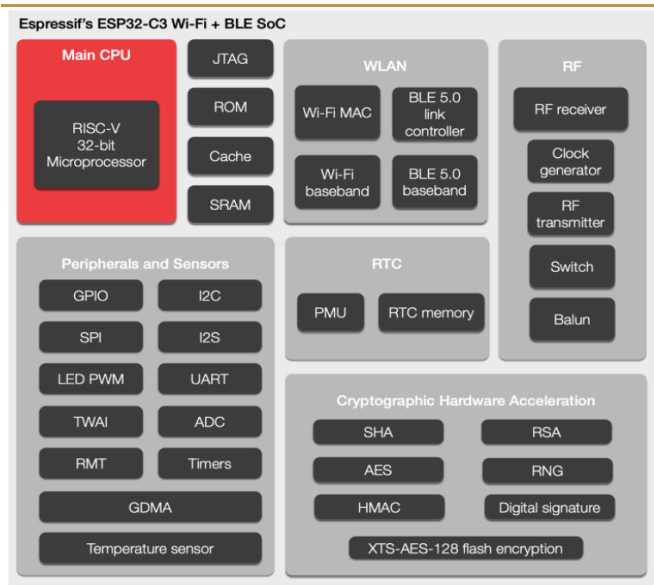 Espressif's ESP32-C3 Wi-Fi + BLE SoC
Main CPU
RISC-V
32-bit
Microprocessor
JTAG
ROM
Cache
SRAM
WLAN
Wi-Fi MAC
BLE 5.0
link
controller
Wi-Fi
baseband
BLE 5.0
baseband
RF
RF receiver
Clock
generator
RF
transmitter
Switch
Balun
Peripherals and Sensors
GPIO
I2C
SPI
I2S
LED PWM
UART
TWAI
ADC
RMT
Timers
GDMA
Temperature sensor
RTC
PMU
RTC memory
Cryptographic Hardware Acceleration
SHA
RSA
AES
RNG
HMAC
Digital signature
XTS-AES-128 flash encryption